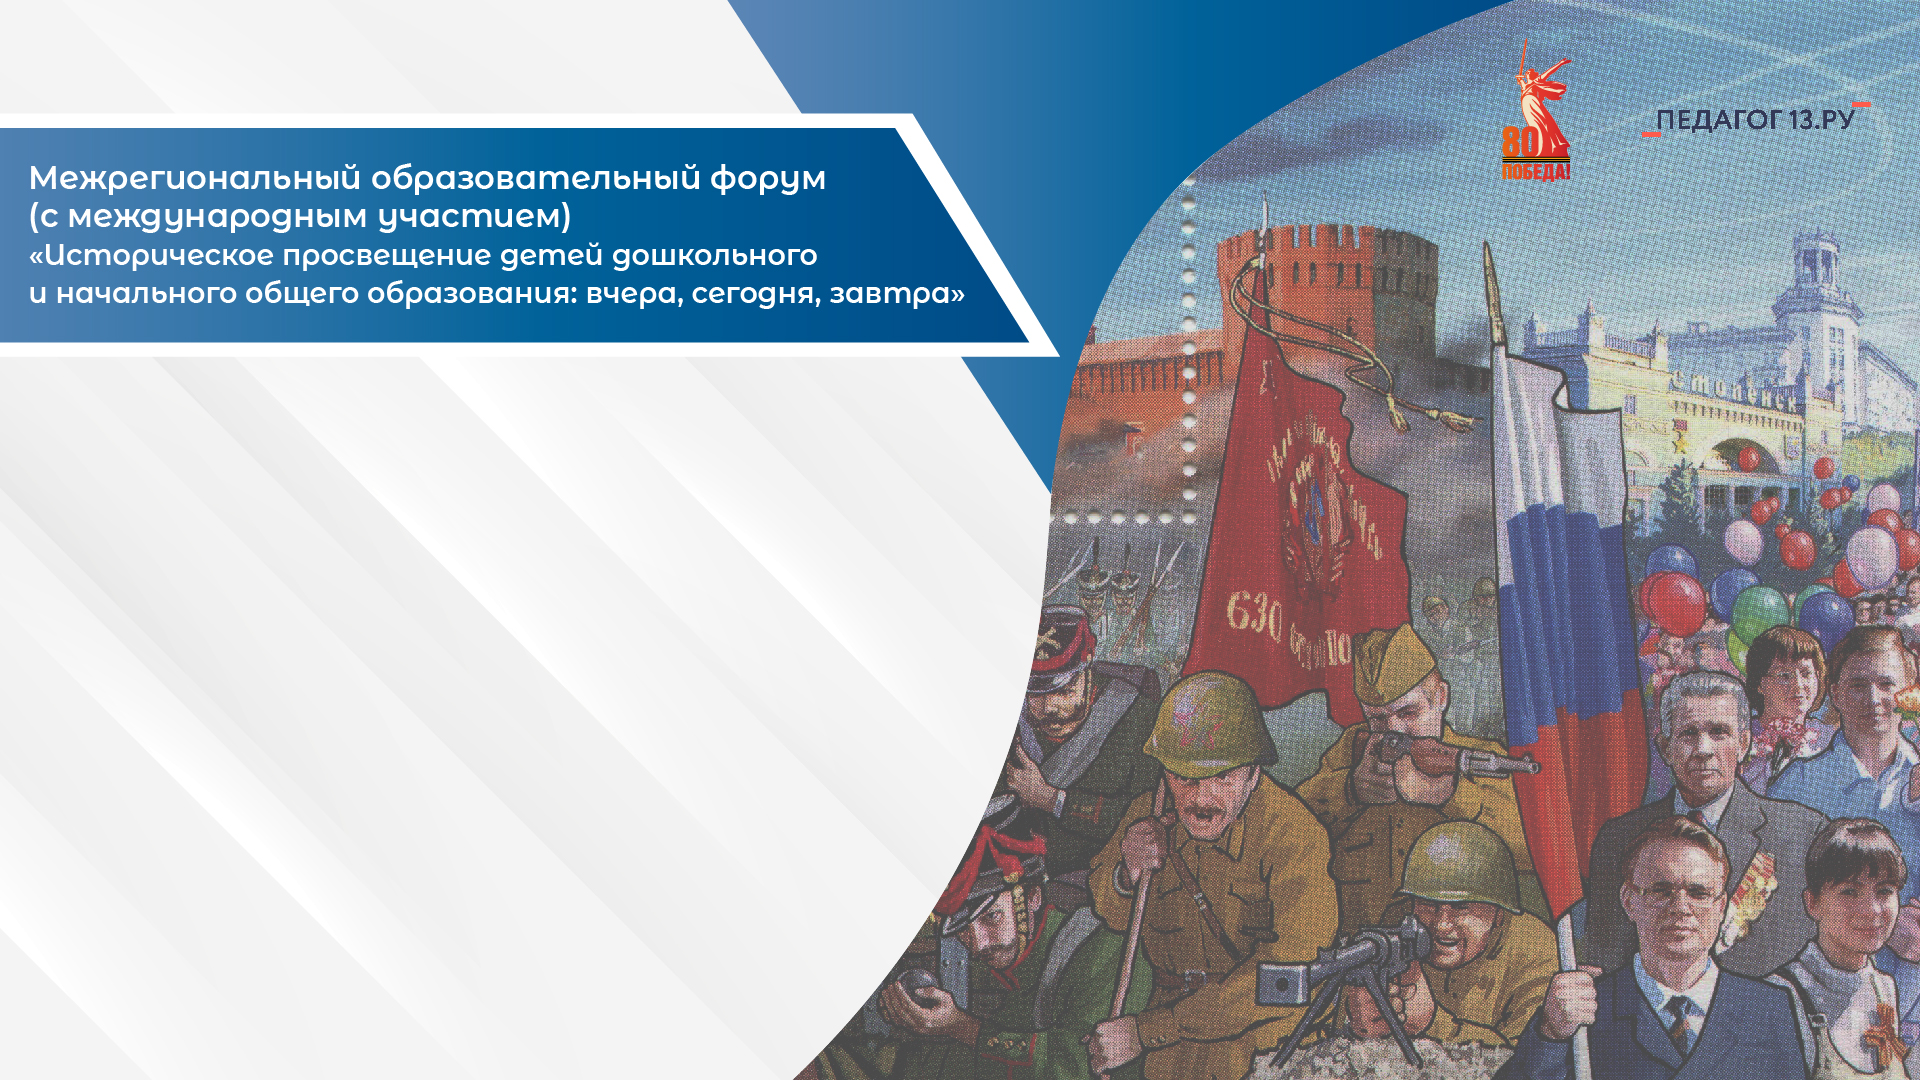 Межрегиональный образовательный форум
(с международным участием)
«Историческое просвещение детей дошкольного
и начального общего образования: вчера, сегодня, завтра»
80
ПОБЕДА!
ПЕДАГОГ 13.РУ
СМОЛЕНСК
630